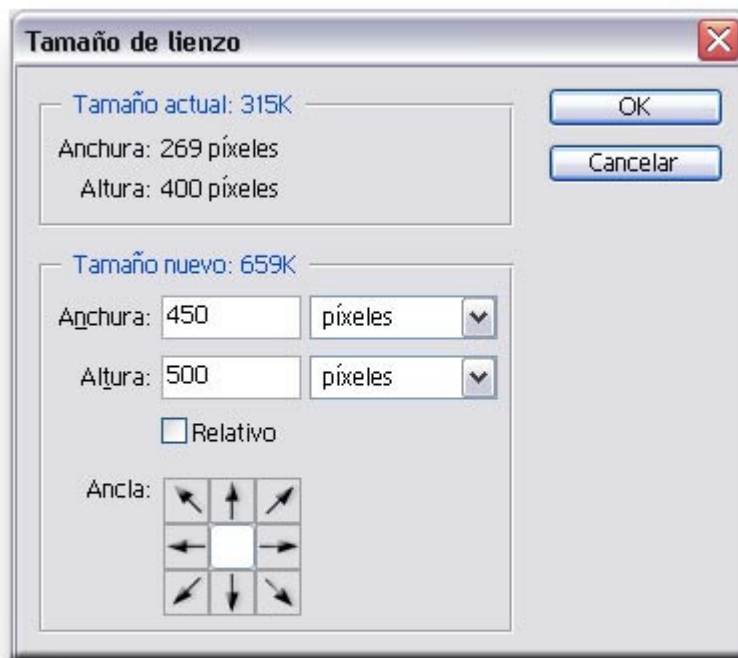 Tamaño de lienzo
Tamaño actual: 315K
Anchura: 269 píxeles
Altura: 400 píxeles
OK
Cancelar
Tamaño nuevo: 659K
Anchura: 450 píxeles
Altura: 500 píxeles
Relativo
Ancla: